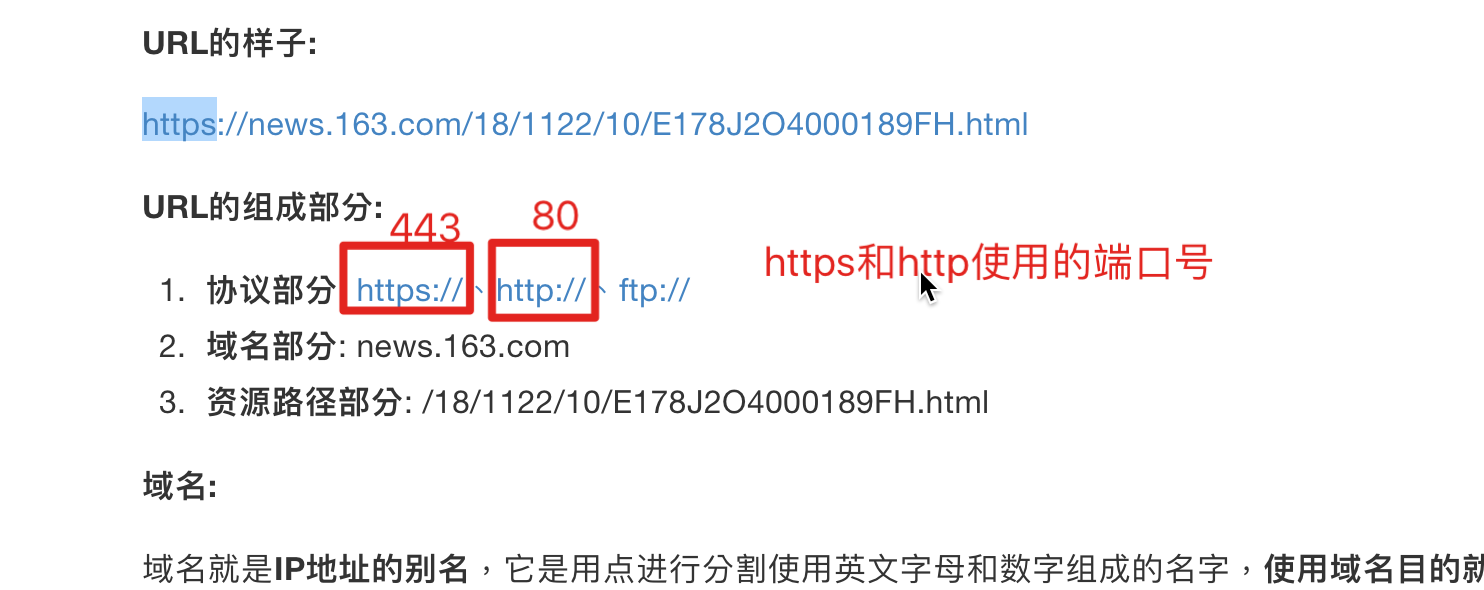 URL的样子:
https://news.163.com/18/1122/10/E178J2O4000189FH.html
URL的组成部分:
443 80
https和http使用的端口号
1. 协议部分: https://、http://、ftp://
2. 域名部分: news.163.com
3. 资源路径部分: /18/1122/10/E178J2O4000189FH.html
域名:
域名就是IP地址的别名，它是用点进行分割使用英文字母和数字组成的名字，使用域名目的就